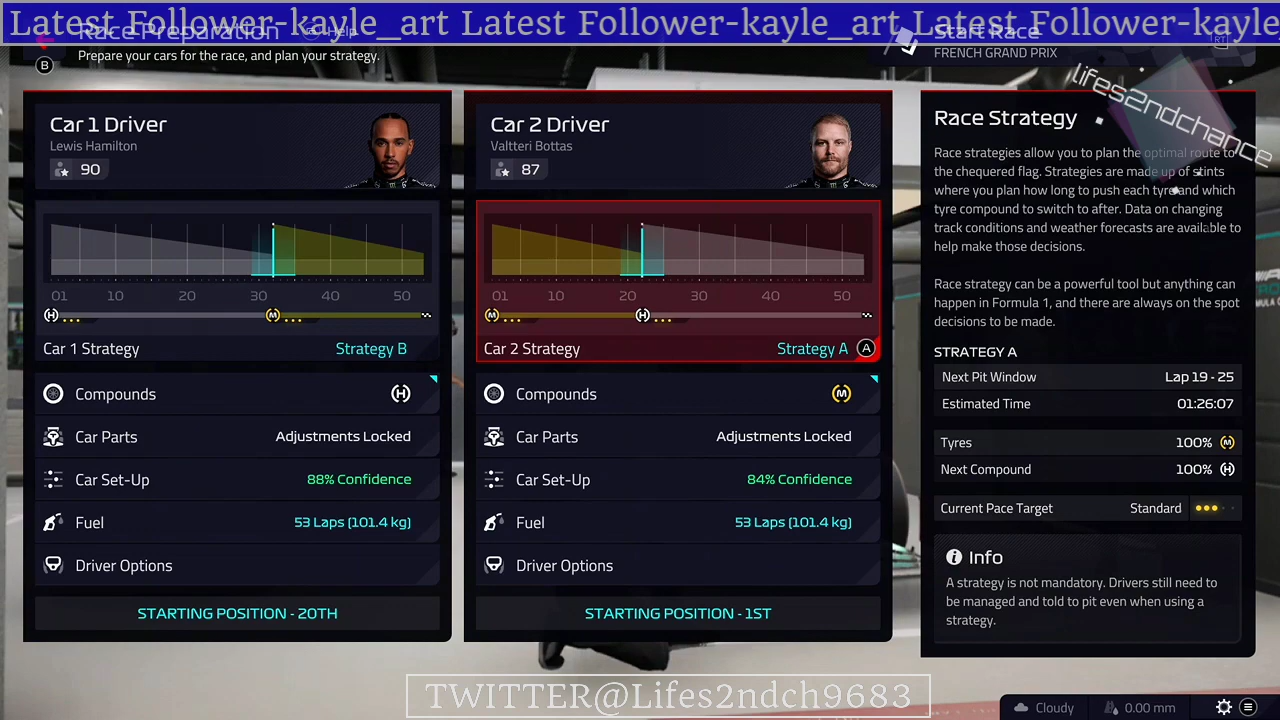 Latest Follower-kayle_art Latest Follower-kayle_art Latest Follower-kayle
Race Preparation
Help
Prepare your cars for the race, and plan your strategy.
B
Start Race
RT
FRENCH GRAND PRIX
lifes2ndchance
Car 1 Driver
Lewis Hamilton
90
01 10 20 30 40 50
H M
Car 1 Strategy Strategy B
Compounds H
Car Parts Adjustments Locked
Car Set-Up 88% Confidence
Fuel 53 Laps (101.4 kg)
Driver Options
STARTING POSITION - 20TH
Car 2 Driver
Valtteri Bottas
87
01 10 20 30 40 50
M H
Car 2 Strategy Strategy A A
Compounds M
Car Parts Adjustments Locked
Car Set-Up 84% Confidence
Fuel 53 Laps (101.4 kg)
Driver Options
STARTING POSITION - 1ST
Race Strategy
Race strategies allow you to plan the optimal route to
the chequered flag. Strategies are made up of stints
where you plan how long to push each tyre and which
tyre compound to switch to after. Data on changing
track conditions and weather forecasts are available to
help make those decisions.
Race strategy can be a powerful tool but anything can
happen in Formula 1, and there are always on the spot
decisions to be made.
STRATEGY A
Next Pit Window Lap 19 - 25
Estimated Time 01:26:07
Tyres 100% M
Next Compound 100% H
Current Pace Target Standard
Info
A strategy is not mandatory. Drivers still need to
be managed and told to pit even when using a
strategy.
TWITTER@Lifes2ndch9683
Cloudy 0.00 mm